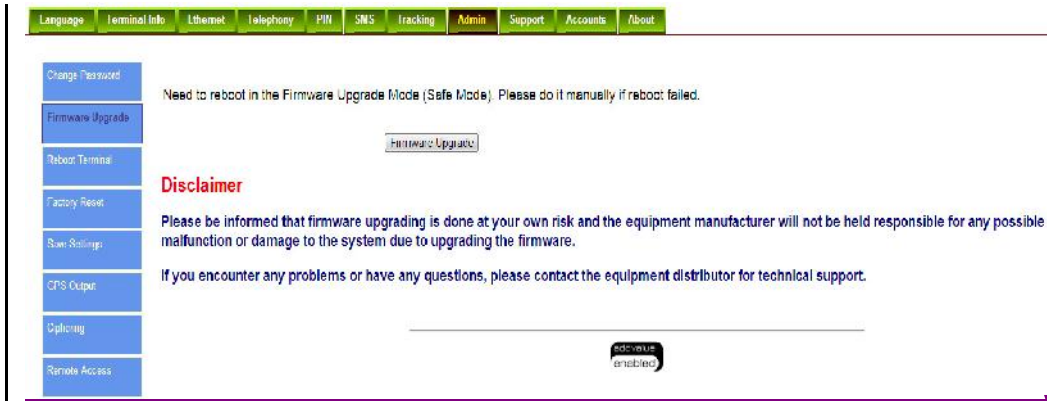 Language Terminal Info Ethernet Telephony PIN SMS Tracking Admin Support Accounts About
Change Password
Need to reboot in the Firmware Upgrade Mode (Safe Mode). Please do it manually if reboot failed.
Firmware Upgrade
Firmware Upgrade
Reboot Terminal
Disclaimer
Factory Reset
Please be informed that firmware upgrading is done at your own risk and the equipment manufacturer will not be held responsible for any possible
malfunction or damage to the system due to upgrading the firmware.
Save Settings
If you encounter any problems or have any questions, please contact the equipment distributor for technical support.
GPS Output
Ciphering
addvalue
enabled
Remote Access